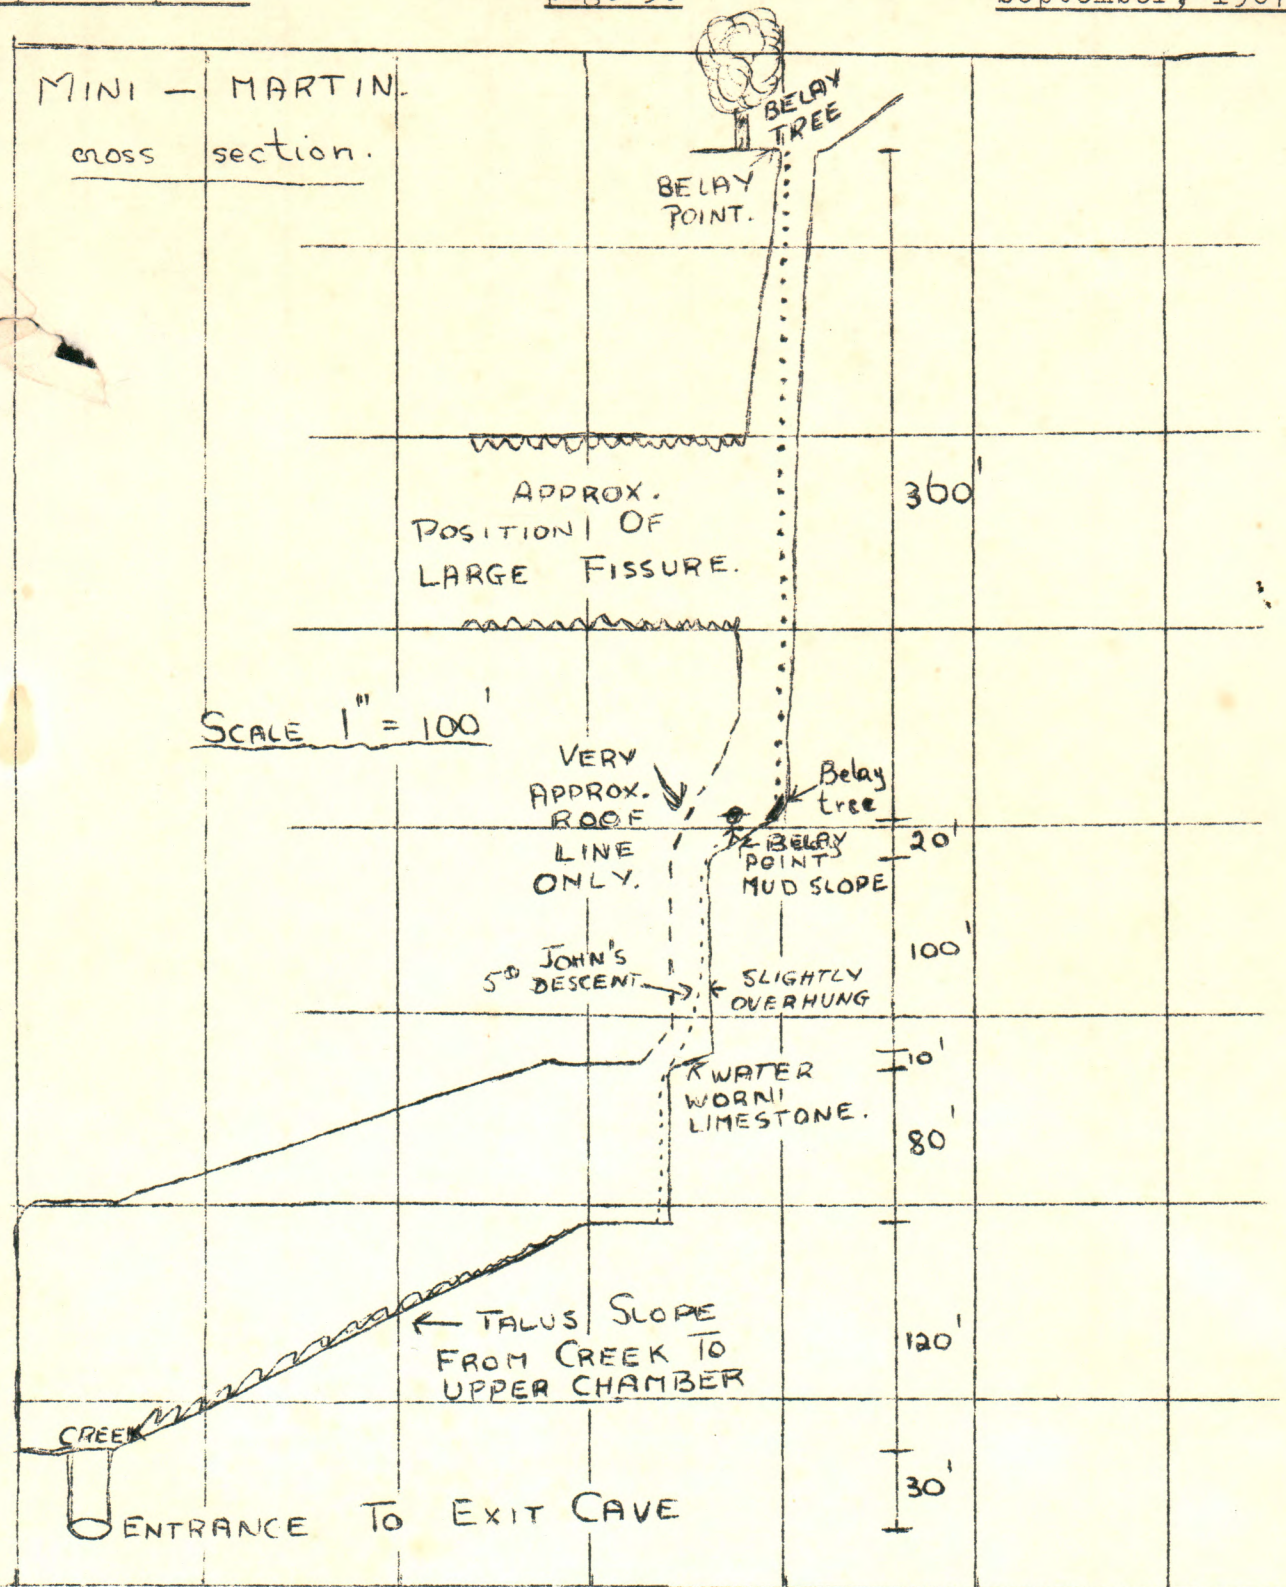 MINI - MARTIN.
cross section.
BELAY
TREE
BELAY
POINT.
360'
APPROX.
POSITION OF
LARGE FISSURE.
SCALE 1" = 100'
VERY
APPROX.
ROOF
LINE
ONLY.
Belay
tree
20'
BELAY
POINT
MUD SLOPE
100'
JOHN'S
DESCENT
SLIGHTLY
OVERHUNG
10'
WATER
WORN
LIMESTONE.
80'
TALUS SLOPE
FROM CREEK TO
UPPER CHAMBER
120'
CREEK
30'
ENTRANCE TO EXIT CAVE